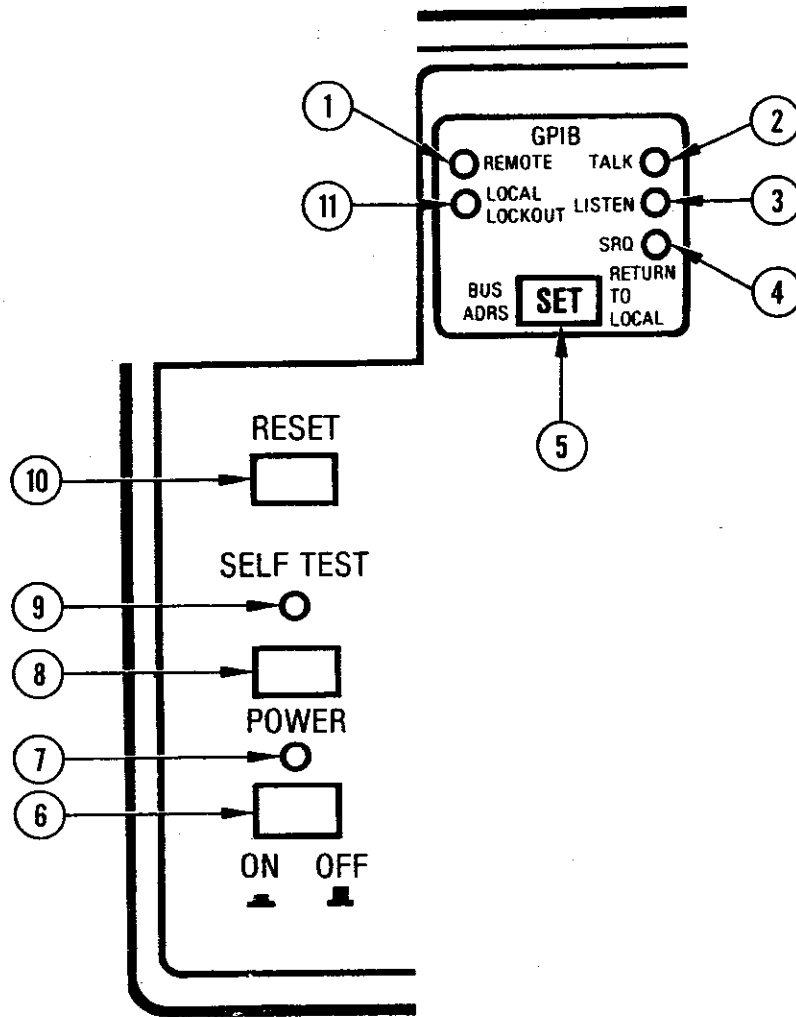 1
2
GPIB
REMOTE
TALK
11
LOCAL
LOCKOUT
LISTEN
3
SRQ
4
BUS
ADRS
SET
RETURN
TO
LOCAL
5
RESET
10
SELF TEST
9
8
POWER
7
6
ON OFF